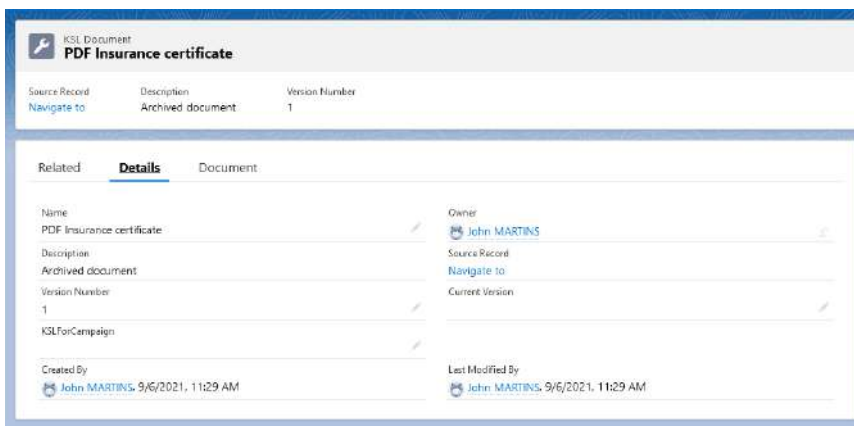 KSL Document
PDF Insurance certificate
Source Record Description Version Number
Navigate to Archived document 1
Related Details Document
Name Owner
PDF Insurance certificate John MARTINS
Description Source Record
Archived document Navigate to
Version Number Current Version
1
KSLForCampaign
Created By Last Modified By
John MARTINS, 9/6/2021, 11:29 AM John MARTINS, 9/6/2021, 11:29 AM